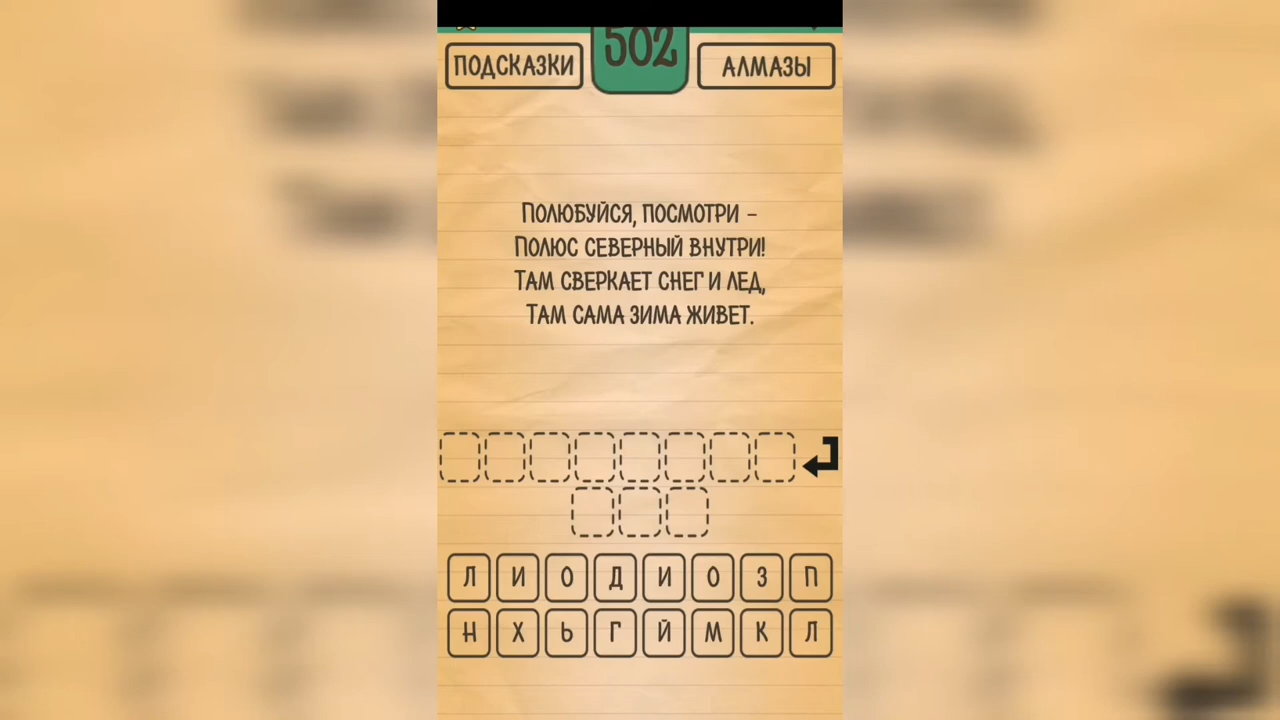 502
ПОДСКАЗКИ
АЛМАЗЫ
ПОЛЮБУЙСЯ, ПОСМОТРИ –
ПОЛЮС СЕВЕРНЫЙ ВНУТРИ!
ТАМ СВЕРКАЕТ СНЕГ И ЛЕД,
ТАМ САМА ЗИМА ЖИВЕТ.
Л И О Д И О З П
Н Х Ь Г Й М К Л